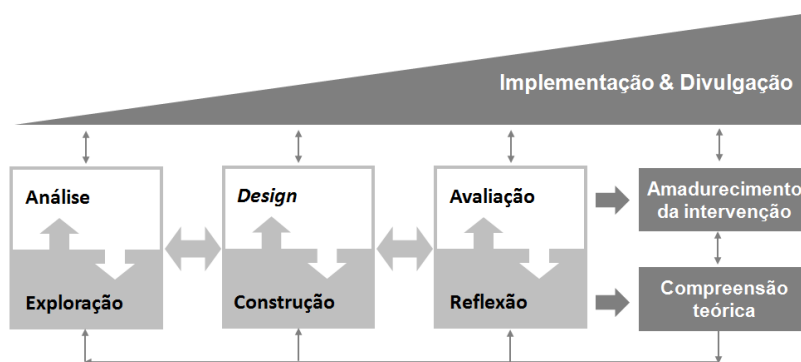 Implementação & Divulgação
Análise
Design
Avaliação
Amadurecimento
da intervenção
Exploração
Construção
Reflexão
Compreensão
teórica